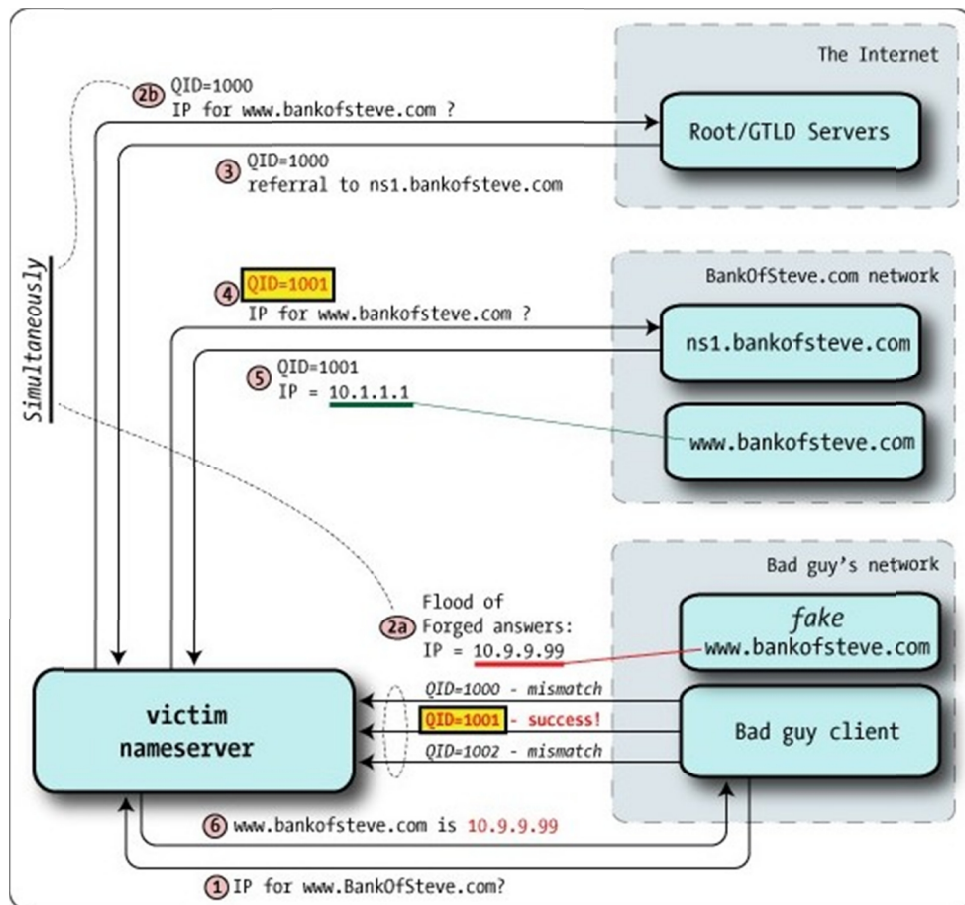 The Internet
2b QID=1000
IP for www.bankofsteve.com ?
Root/GTLD Servers
3 QID=1000
referral to ns1.bankofsteve.com
Simultaneously
BankOfSteve.com network
4 QID=1001
IP for www.bankofsteve.com ?
ns1.bankofsteve.com
5 QID=1001
IP = 10.1.1.1
www.bankofsteve.com
Bad guy's network
2a Flood of
Forged answers:
IP = 10.9.9.99
fake
www.bankofsteve.com
victim
nameserver
QID=1000 - mismatch
QID=1001 - success!
QID=1002 - mismatch
Bad guy client
6 www.bankofsteve.com is 10.9.9.99
1 IP for www.BankOfSteve.com?